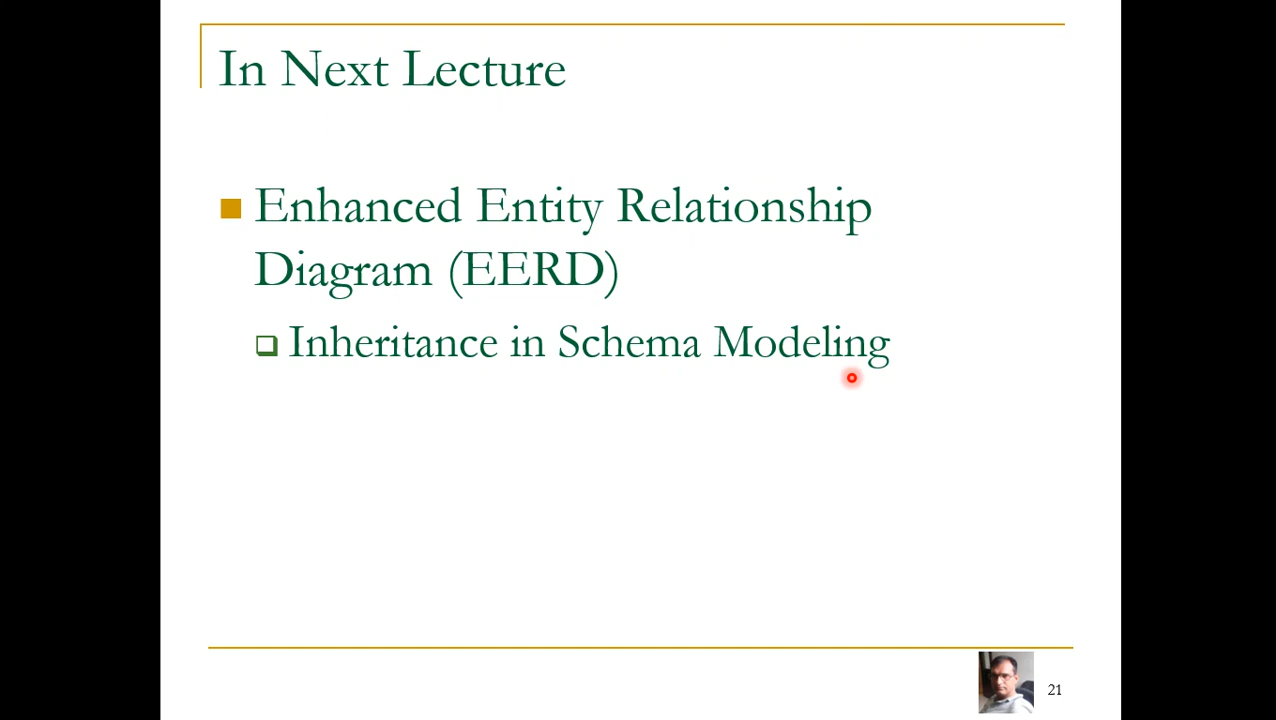 In Next Lecture
Enhanced Entity Relationship
Diagram (EERD)
Inheritance in Schema Modeling
21